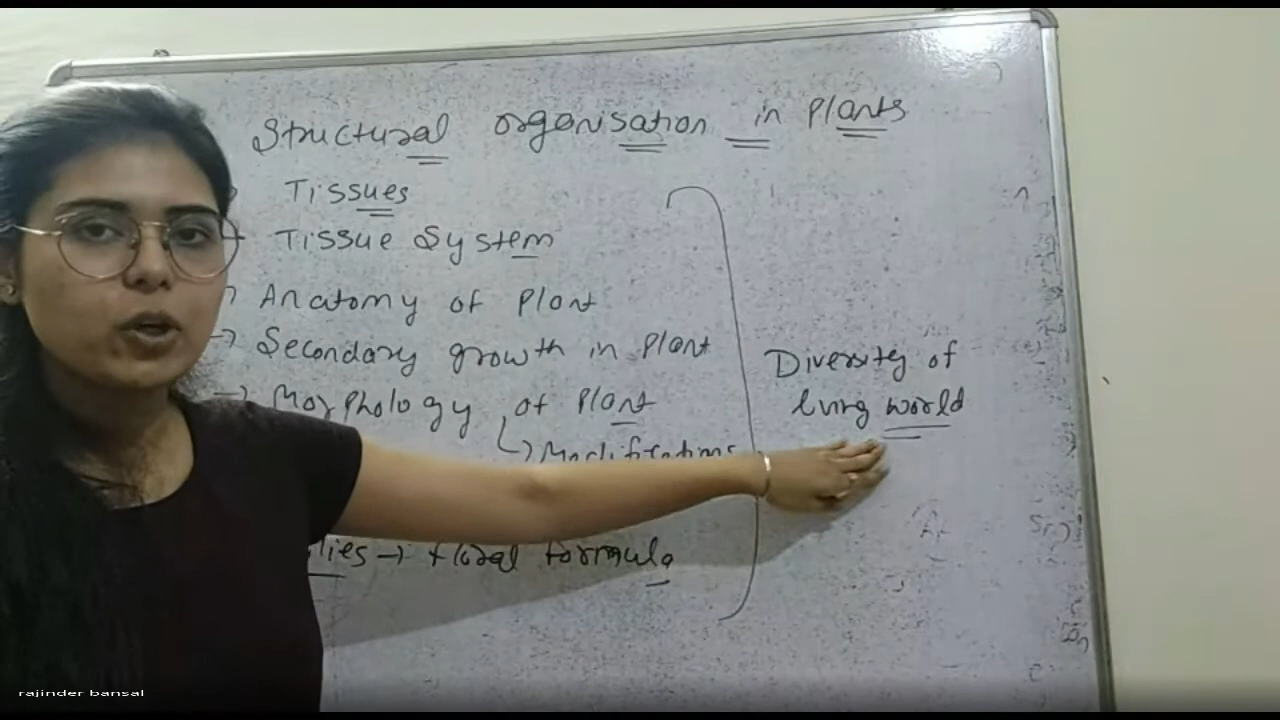 Structural organisation in Plants
Tissues
Tissue System
Anatomy of Plant
→ Secondary growth in Plant
→ Morphology of Plant
↳ Modifications
→ floral formula
Diversity of
living world
rajinder bansal